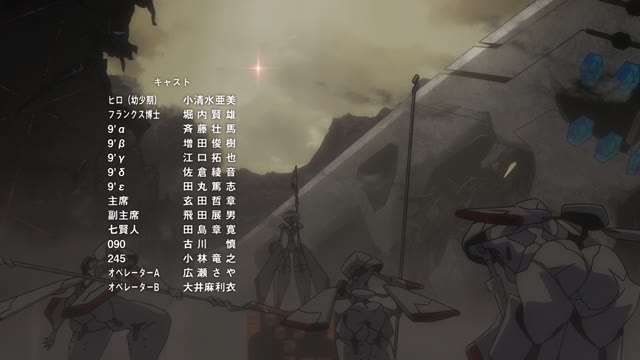 キャスト
ヒロ（幼少期） 小清水亜美
フランクス博士 堀内賢雄
9'α 斉藤壮馬
9'β 増田俊樹
9'γ 江口拓也
9'δ 佐倉綾音
9'ε 田丸篤志
主席 玄田哲章
副主席 飛田展男
七賢人 田島章寛
090 古川 慎
245 小林竜之
オペレーターA 広瀬さや
オペレーターB 大井麻利衣